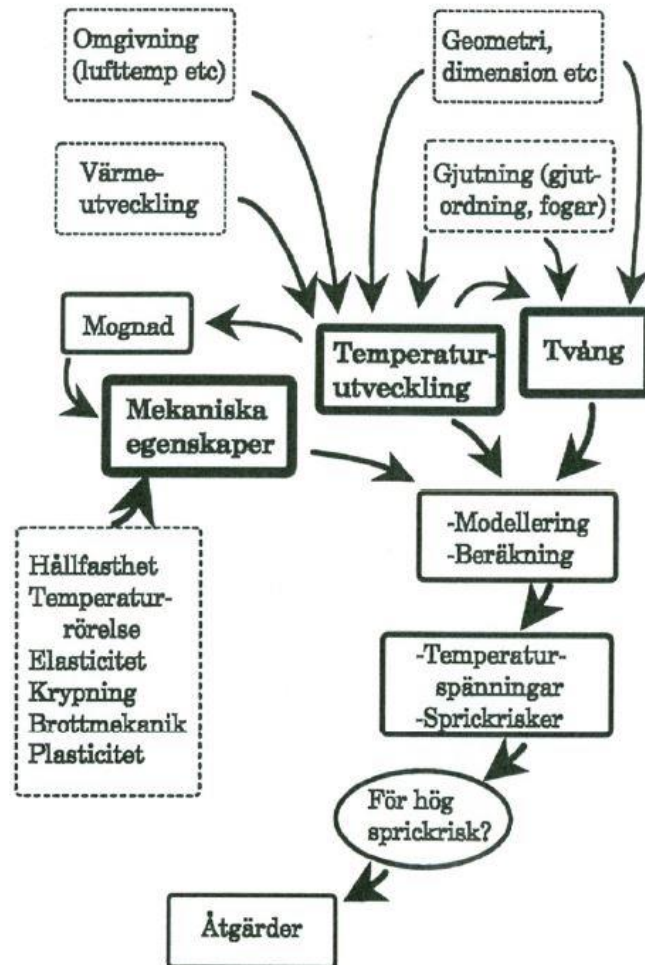 Omgivning
(lufttemp etc)
Geometri,
dimension etc
Värme-
utveckling
Gjutning (gjut-
ordning, fogar)
Mognad
Temperatur-
utveckling
Tvång
Mekaniska
egenskaper
-Modellering
-Beräkning
Hållfasthet
Temperatur-
rörelse
Elasticitet
Krypning
Brottmekanik
Plasticitet
-Temperatur-
spänningar
-Sprickrisker
För hög
sprickrisk?
Åtgärder